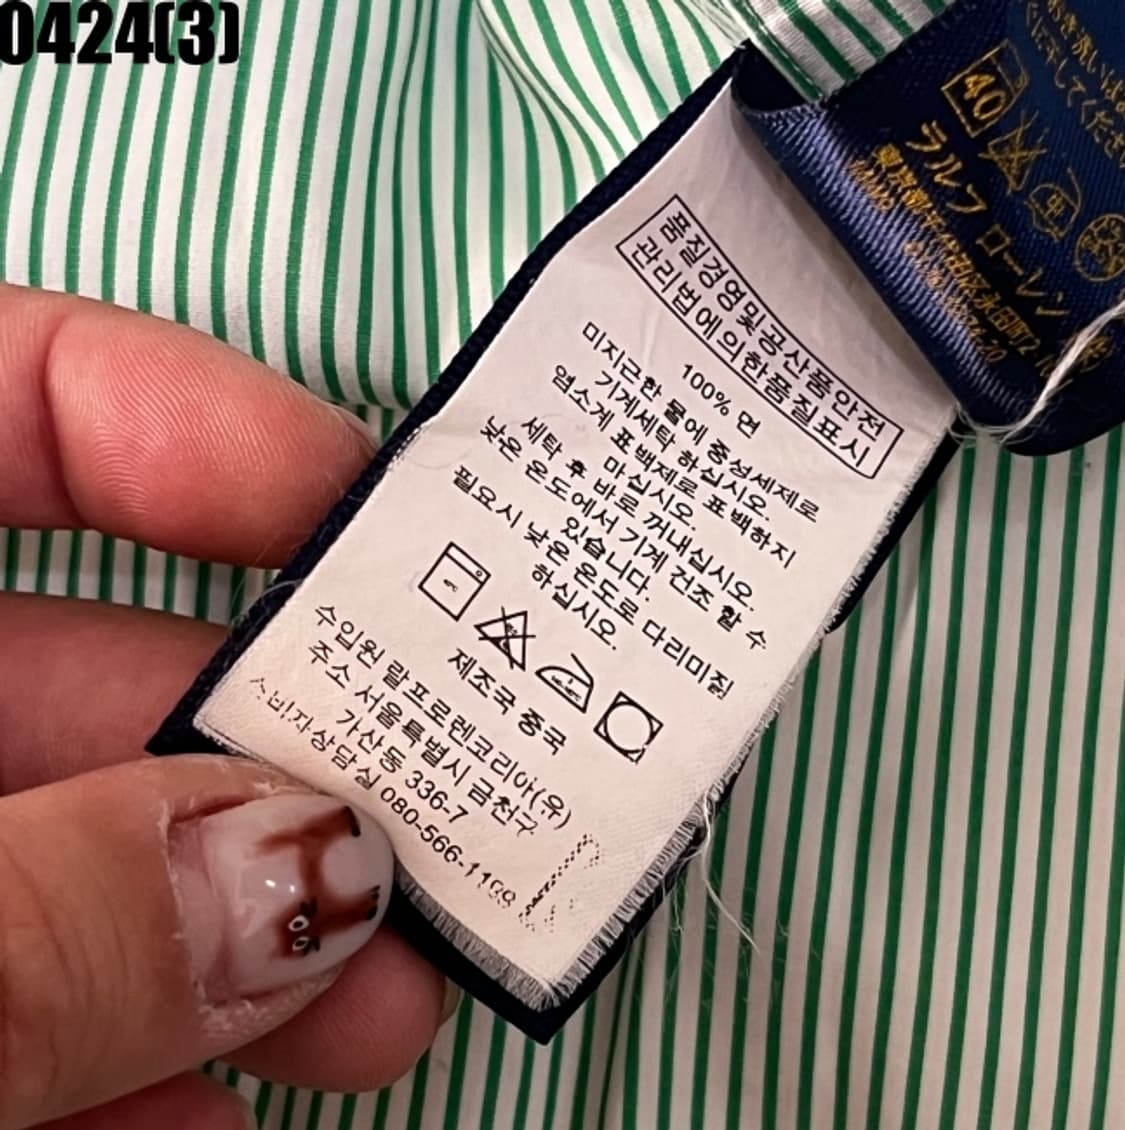 0424(3)
품질경영및공산품안전
관리법에의한품질표시
100% 면
미지근한 물에 중성세제로
기계세탁 하십시오.
염소계 표백제로 표백하지
마십시오.
세탁 후 바로 꺼내십시오.
낮은 온도에서 기계 건조 할 수
있습니다.
필요시 낮은 온도로 다리미질
하십시오.
제조국 중국
수입원 랄프로렌코리아(유)
주소 서울특별시 금천구
가산동 336-7
소비자상담실 080-566-1109
40
中
ラルフ ローレン